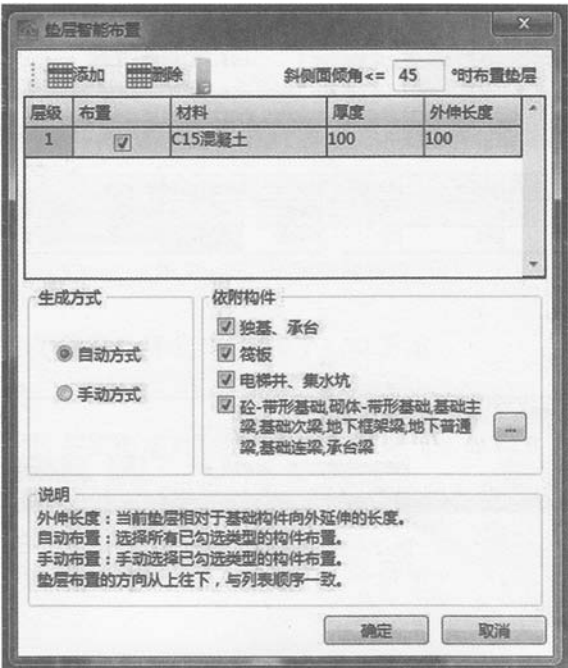 垫层智能布置
添加 删除 斜侧面倾角<= 45 °时布置垫层
层级 布置 材料 厚度 外伸长度
1 C15混凝土 100 100
生成方式
自动方式
手动方式
依附构件
独基、承台
筏板
电梯井、集水坑
砼-带形基础,砌体-带形基础,基础主
梁,基础次梁,地下框架梁,地下普通
梁,基础连梁,承台梁
...
说明
外伸长度：当前垫层相对于基础构件向外延伸的长度。
自动布置：选择所有已勾选类型的构件布置。
手动布置：手动选择已勾选类型的构件布置。
垫层布置的方向从上往下，与列表顺序一致。
确定 取消